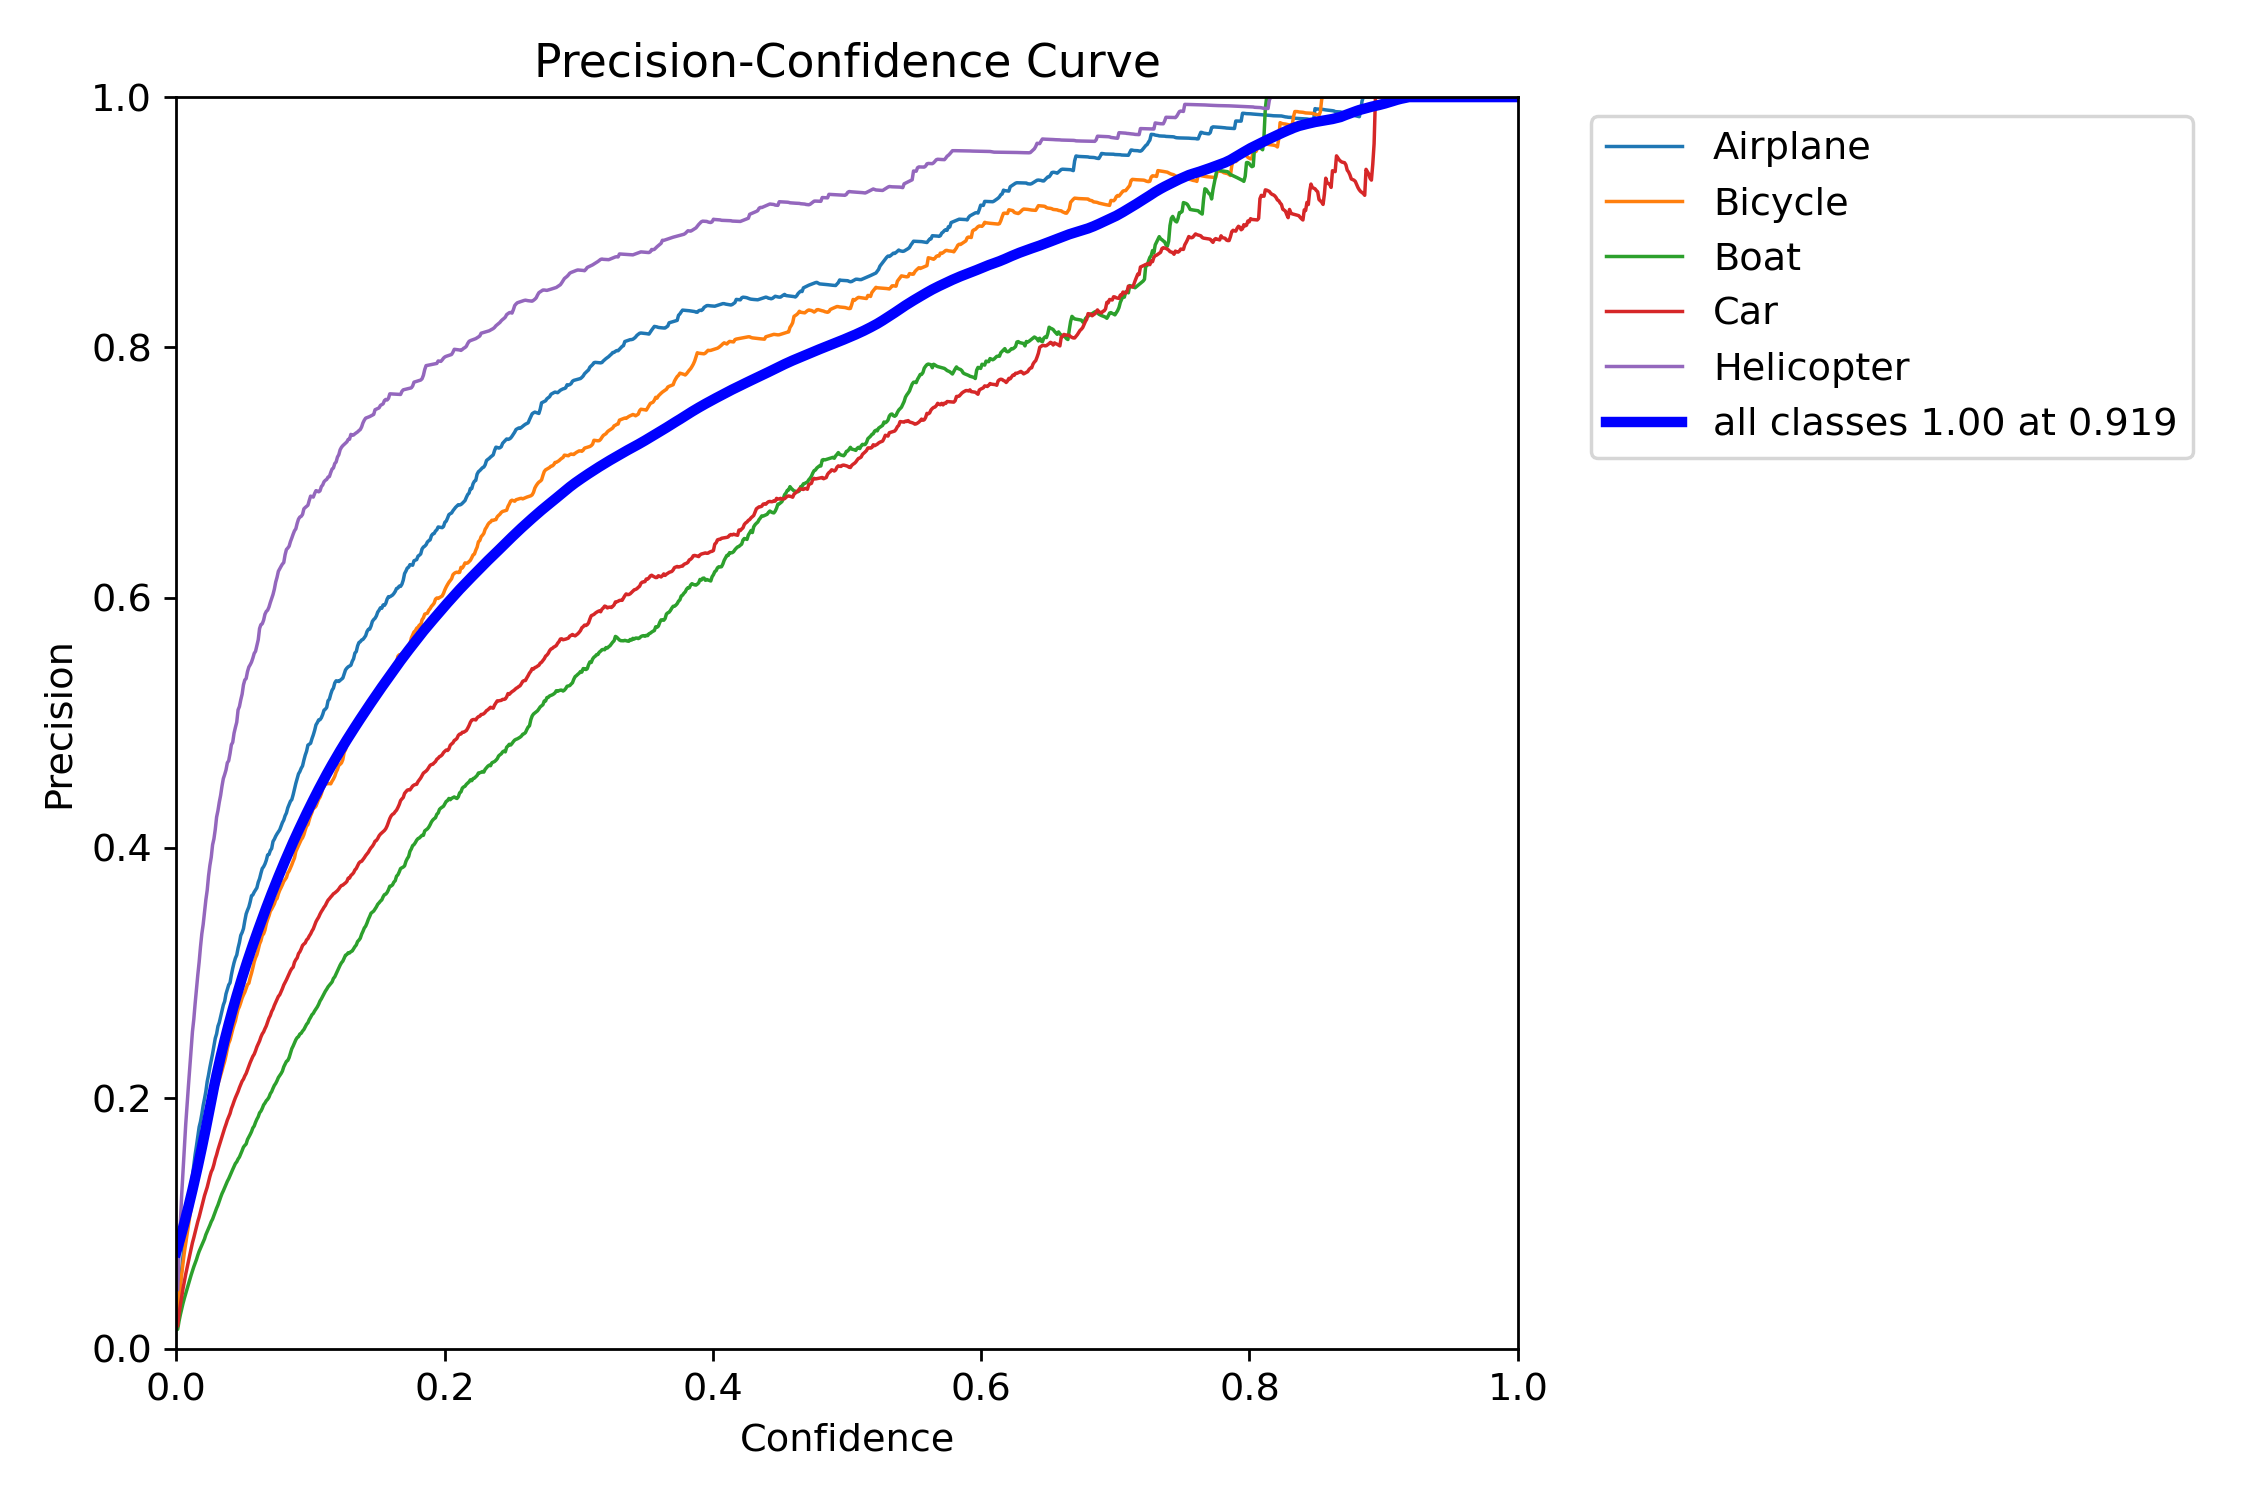 Precision-Confidence Curve
1.0
0.8
0.6
0.4
0.2
0.0
Precision
0.0 0.2 0.4 0.6 0.8 1.0
Confidence
Airplane
Bicycle
Boat
Car
Helicopter
all classes 1.00 at 0.919